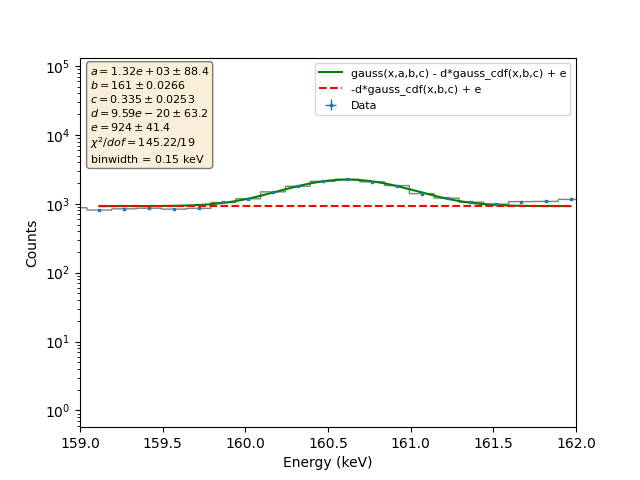 a = 1.32e + 03 ± 88.4
b = 161 ± 0.0266
c = 0.335 ± 0.0253
d = 9.59e − 20 ± 63.2
e = 924 ± 41.4
χ²/dof = 145.22/19
binwidth = 0.15 keV
gauss(x,a,b,c) - d*gauss_cdf(x,b,c) + e
-d*gauss_cdf(x,b,c) + e
Data
10⁵
10⁴
10³
10²
10¹
10⁰
Counts
159.0 159.5 160.0 160.5 161.0 161.5 162.0
Energy (keV)